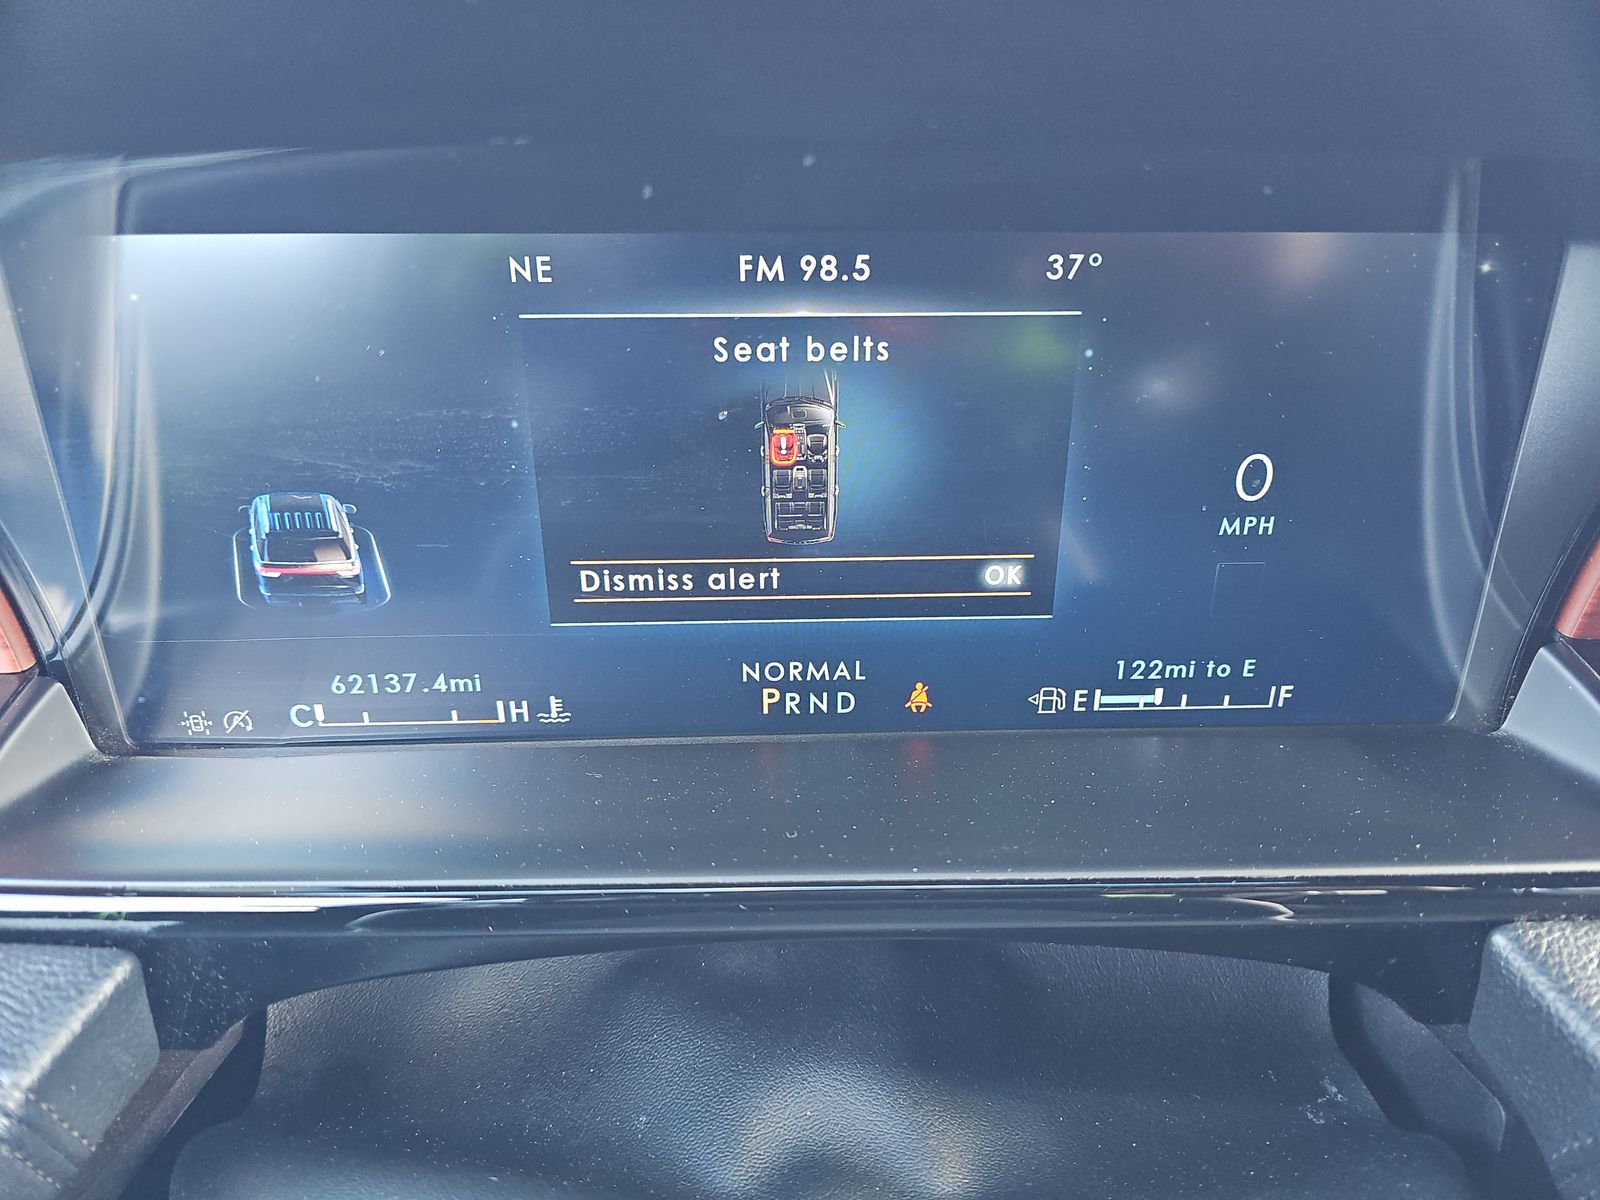 NE FM 98.5 37°
Seat belts
0
MPH
Dismiss alert OK
62137.4mi NORMAL 122mi to E
C H PRND E F